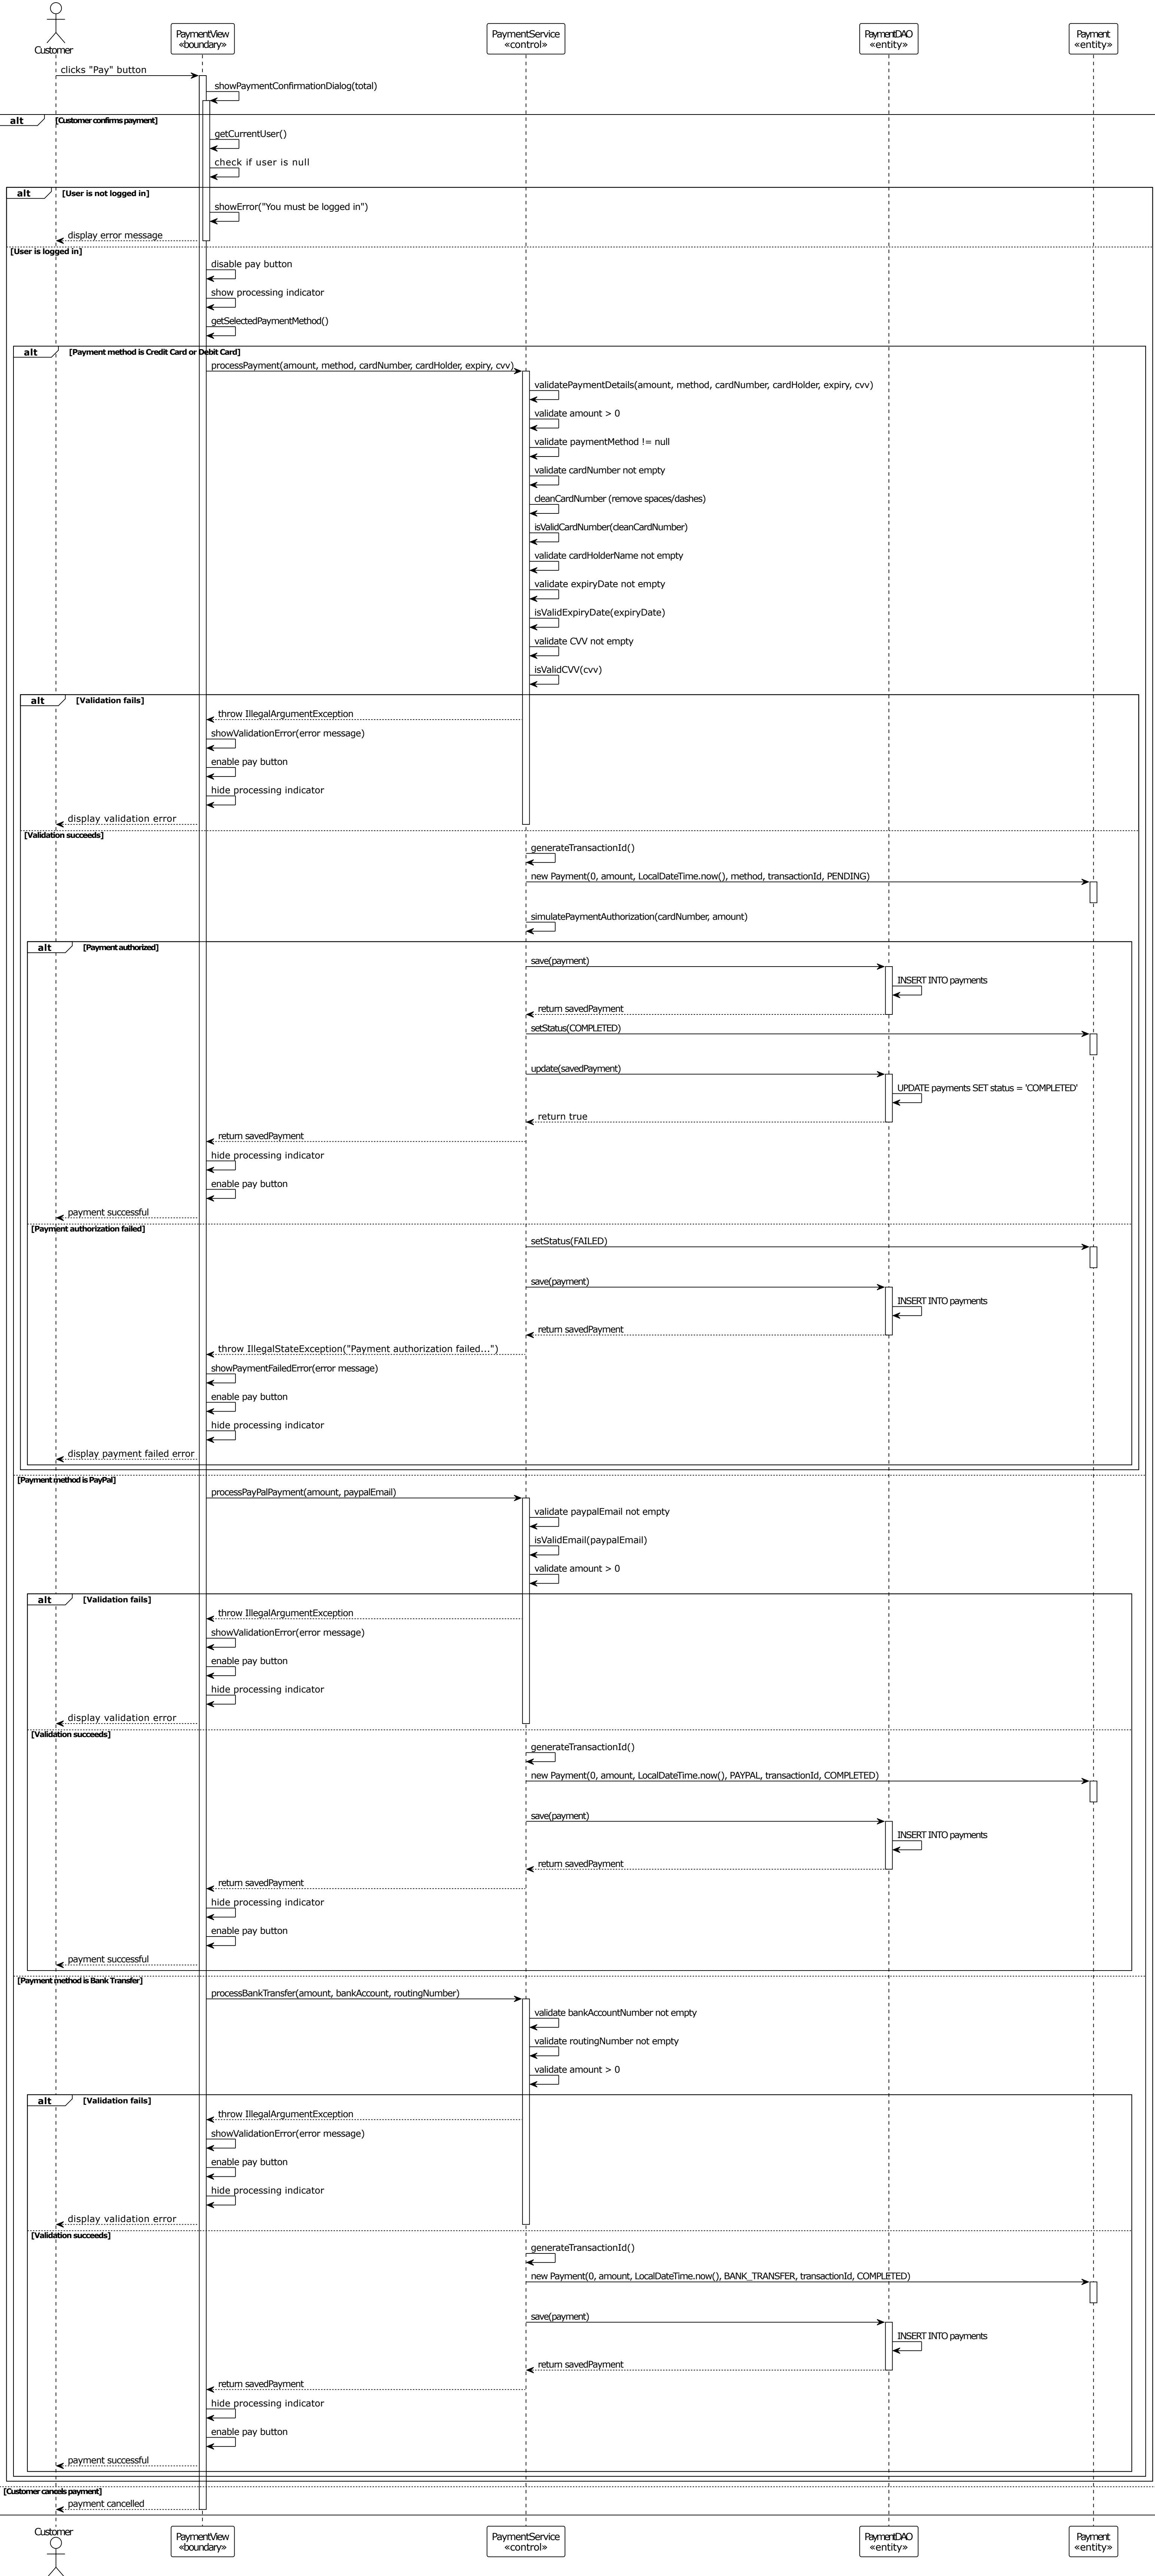 Customer
PaymentView
«boundary»
PaymentService
«control»
PaymentDAO
«entity»
Payment
«entity»
clicks "Pay" button
showPaymentConfirmationDialog(total)
alt [Customer confirms payment]
getCurrentUser()
check if user is null
alt [User is not logged in]
showError("You must be logged in")
display error message
[User is logged in]
disable pay button
show processing indicator
getSelectedPaymentMethod()
alt [Payment method is Credit Card or Debit Card]
processPayment(amount, method, cardNumber, cardHolder, expiry, cvv)
validatePaymentDetails(amount, method, cardNumber, cardHolder, expiry, cvv)
validate amount > 0
validate paymentMethod != null
validate cardNumber not empty
cleanCardNumber (remove spaces/dashes)
isValidCardNumber(cleanCardNumber)
validate cardHolderName not empty
validate expiryDate not empty
isValidExpiryDate(expiryDate)
validate CVV not empty
isValidCVV(cvv)
alt [Validation fails]
throw IllegalArgumentException
showValidationError(error message)
enable pay button
hide processing indicator
display validation error
[Validation succeeds]
generateTransactionId()
new Payment(0, amount, LocalDateTime.now(), method, transactionId, PENDING)
simulatePaymentAuthorization(cardNumber, amount)
alt [Payment authorized]
save(payment)
INSERT INTO payments
return savedPayment
setStatus(COMPLETED)
update(savedPayment)
UPDATE payments SET status = 'COMPLETED'
return true
return savedPayment
hide processing indicator
enable pay button
payment successful
[Payment authorization failed]
setStatus(FAILED)
save(payment)
INSERT INTO payments
return savedPayment
throw IllegalStateException("Payment authorization failed...")
showPaymentFailedError(error message)
enable pay button
hide processing indicator
display payment failed error
[Payment method is PayPal]
processPayPalPayment(amount, paypalEmail)
validate paypalEmail not empty
isValidEmail(paypalEmail)
validate amount > 0
alt [Validation fails]
throw IllegalArgumentException
showValidationError(error message)
enable pay button
hide processing indicator
display validation error
[Validation succeeds]
generateTransactionId()
new Payment(0, amount, LocalDateTime.now(), PAYPAL, transactionId, COMPLETED)
save(payment)
INSERT INTO payments
return savedPayment
return savedPayment
hide processing indicator
enable pay button
payment successful
[Payment method is Bank Transfer]
processBankTransfer(amount, bankAccount, routingNumber)
validate bankAccountNumber not empty
validate routingNumber not empty
validate amount > 0
alt [Validation fails]
throw IllegalArgumentException
showValidationError(error message)
enable pay button
hide processing indicator
display validation error
[Validation succeeds]
generateTransactionId()
new Payment(0, amount, LocalDateTime.now(), BANK_TRANSFER, transactionId, COMPLETED)
save(payment)
INSERT INTO payments
return savedPayment
return savedPayment
hide processing indicator
enable pay button
payment successful
[Customer cancels payment]
payment cancelled
Customer
PaymentView
«boundary»
PaymentService
«control»
PaymentDAO
«entity»
Payment
«entity»